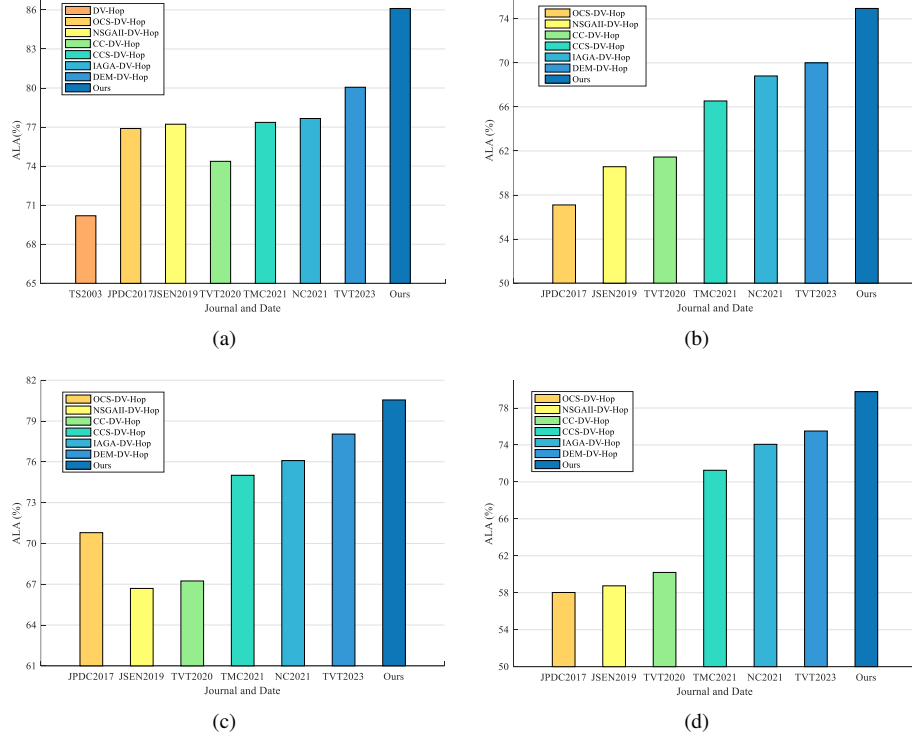 86
83
80
77
74
71
68
65
ALA(%)
DV-Hop
OCS-DV-Hop
NSGAII-DV-Hop
CC-DV-Hop
CCS-DV-Hop
IAGA-DV-Hop
DEM-DV-Hop
Ours
TS2003 JPDC2017 JSEN2019 TVT2020 TMC2021 NC2021 TVT2023 Ours
Journal and Date
(a)
74
70
66
62
58
54
50
ALA (%)
OCS-DV-Hop
NSGAII-DV-Hop
CC-DV-Hop
CCS-DV-Hop
IAGA-DV-Hop
DEM-DV-Hop
Ours
JPDC2017 JSEN2019 TVT2020 TMC2021 NC2021 TVT2023 Ours
Journal and Date
(b)
82
79
76
73
70
67
64
61
ALA (%)
OCS-DV-Hop
NSGAII-DV-Hop
CC-DV-Hop
CCS-DV-Hop
IAGA-DV-Hop
DEM-DV-Hop
Ours
JPDC2017 JSEN2019 TVT2020 TMC2021 NC2021 TVT2023 Ours
Journal and Date
(c)
78
74
70
66
62
58
54
50
ALA (%)
OCS-DV-Hop
NSGAII-DV-Hop
CC-DV-Hop
CCS-DV-Hop
IAGA-DV-Hop
DEM-DV-Hop
Ours
JPDC2017 JSEN2019 TVT2020 TMC2021 NC2021 TVT2023 Ours
Journal and Date
(d)